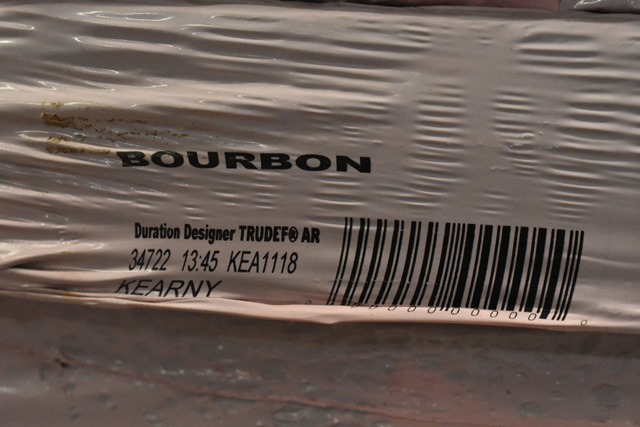 BOURBON
Duration Designer TRUDEF® AR
34722 13:45 KEA1118
KEARNY